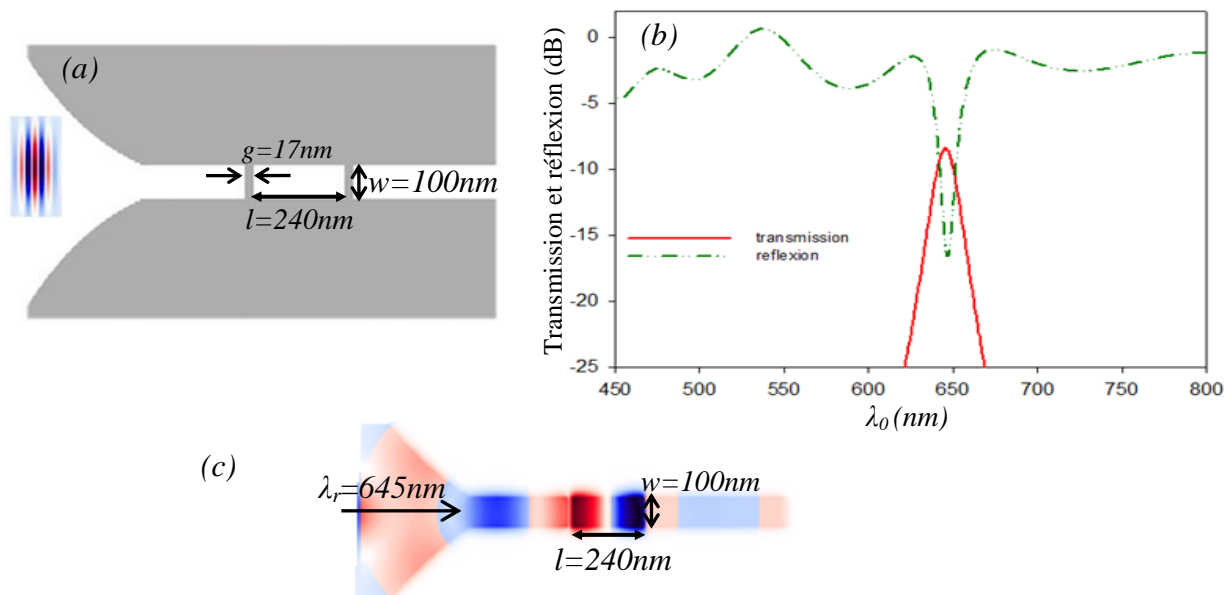 (a)
g=17nm
w=100nm
l=240nm
(b)
Transmission et réflexion (dB)
0
-5
-10
-15
-20
-25
transmission
reflexion
450 500 550 600 650 700 750 800
λ0 (nm)
(c)
λr=645nm
w=100nm
l=240nm